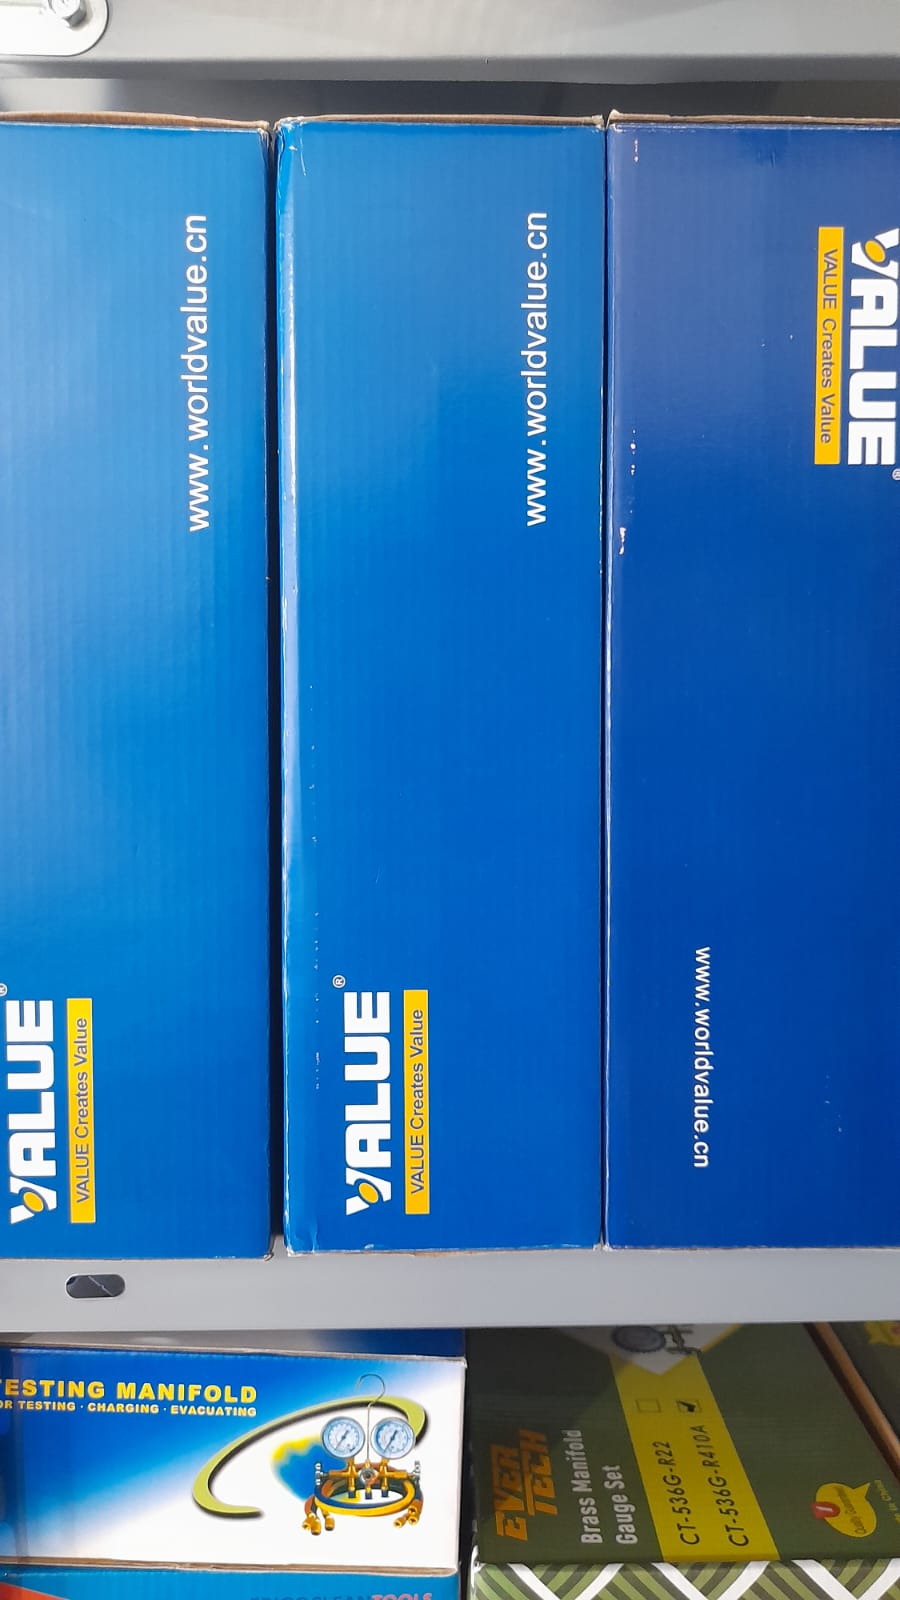 www.worldvalue.cn
VALUE®
VALUE Creates Value
www.worldvalue.cn
VALUE®
VALUE Creates Value
VALUE®
VALUE Creates Value
www.worldvalue.cn
TESTING MANIFOLD
OR TESTING · CHARGING · EVACUATING
EVER
TECH
Brass Manifold
Gauge Set
CT-536G-R22
CT-536G-R410A
TOOLS